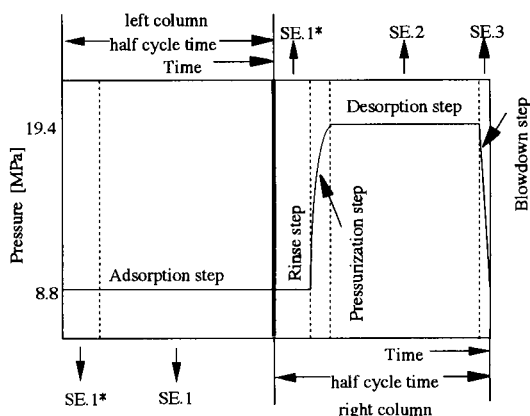 left column
half cycle time
Time
SE.1*
SE.2
SE.3
Pressure [MPa]
19.4
8.8
Adsorption step
Rinse step
Pressurization step
Desorption step
Blowdown step
SE.1*
SE.1
Time
half cycle time
right column